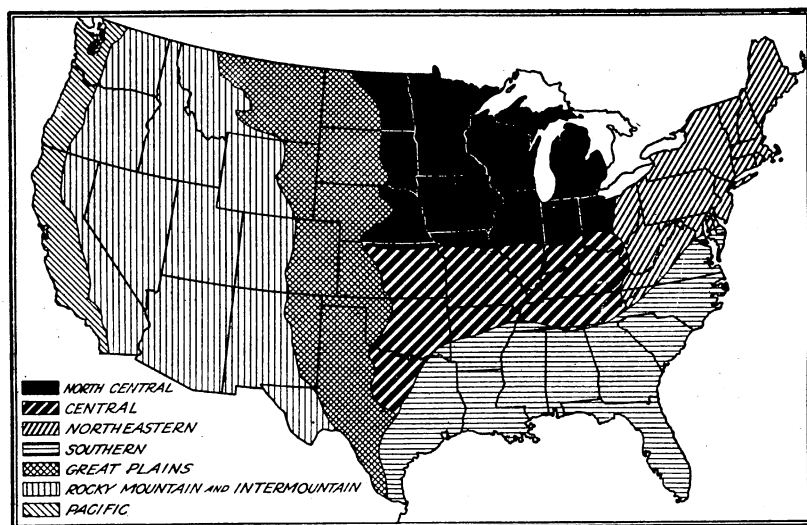 NORTH CENTRAL
CENTRAL
NORTHEASTERN
SOUTHERN
GREAT PLAINS
ROCKY MOUNTAIN AND INTERMOUNTAIN
PACIFIC